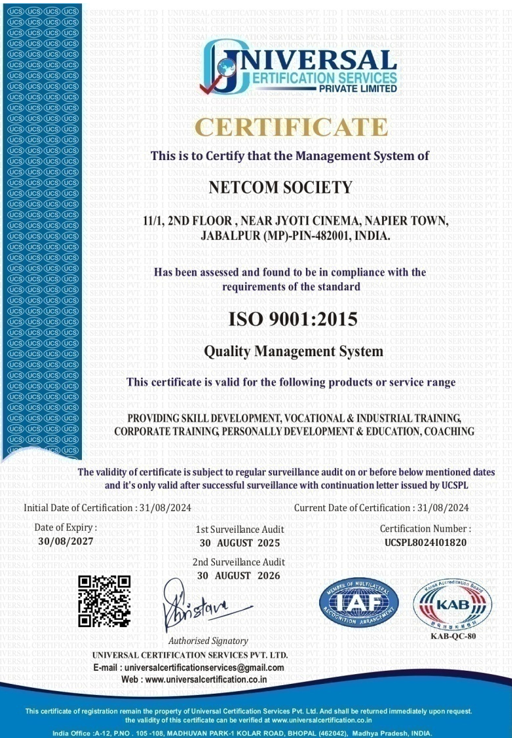 UNIVERSAL
CERTIFICATION SERVICES
PRIVATE LIMITED
CERTIFICATE
This is to Certify that the Management System of
NETCOM SOCIETY
11/1, 2ND FLOOR , NEAR JYOTI CINEMA, NAPIER TOWN,
JABALPUR (MP)-PIN-482001, INDIA.
Has been assessed and found to be in compliance with the
requirements of the standard
ISO 9001:2015
Quality Management System
This certificate is valid for the following products or service range
PROVIDING SKILL DEVELOPMENT, VOCATIONAL & INDUSTRIAL TRAINING,
CORPORATE TRAINING, PERSONALLY DEVELOPMENT & EDUCATION, COACHING
The validity of certificate is subject to regular surveillance audit on or before below mentioned dates
and it's only valid after successful surveillance with continuation letter issued by UCSPL
Initial Date of Certification : 31/08/2024
Current Date of Certification : 31/08/2024
Date of Expiry :
30/08/2027
1st Surveillance Audit
30 AUGUST 2025
Certification Number :
UCSPL8024I01820
2nd Surveillance Audit
30 AUGUST 2026
MEMBER OF MULTILATERAL
IAF
RECOGNITION ARRANGEMENT
KAB
KAB-QC-80
Authorised Signatory
UNIVERSAL CERTIFICATION SERVICES PVT. LTD.
E-mail : universalcertificationservices@gmail.com
Web : www.universalcertification.co.in
This certificate of registration remain the property of Universal Certification Services Pvt. Ltd. And shall be returned immediately upon request.
the validity of this certificate can be verified at www.universalcertification.co.in
India Office :A-12, P.NO . 105 -108, MADHUVAN PARK-1 KOLAR ROAD, BHOPAL (462042), Madhya Pradesh, INDIA.